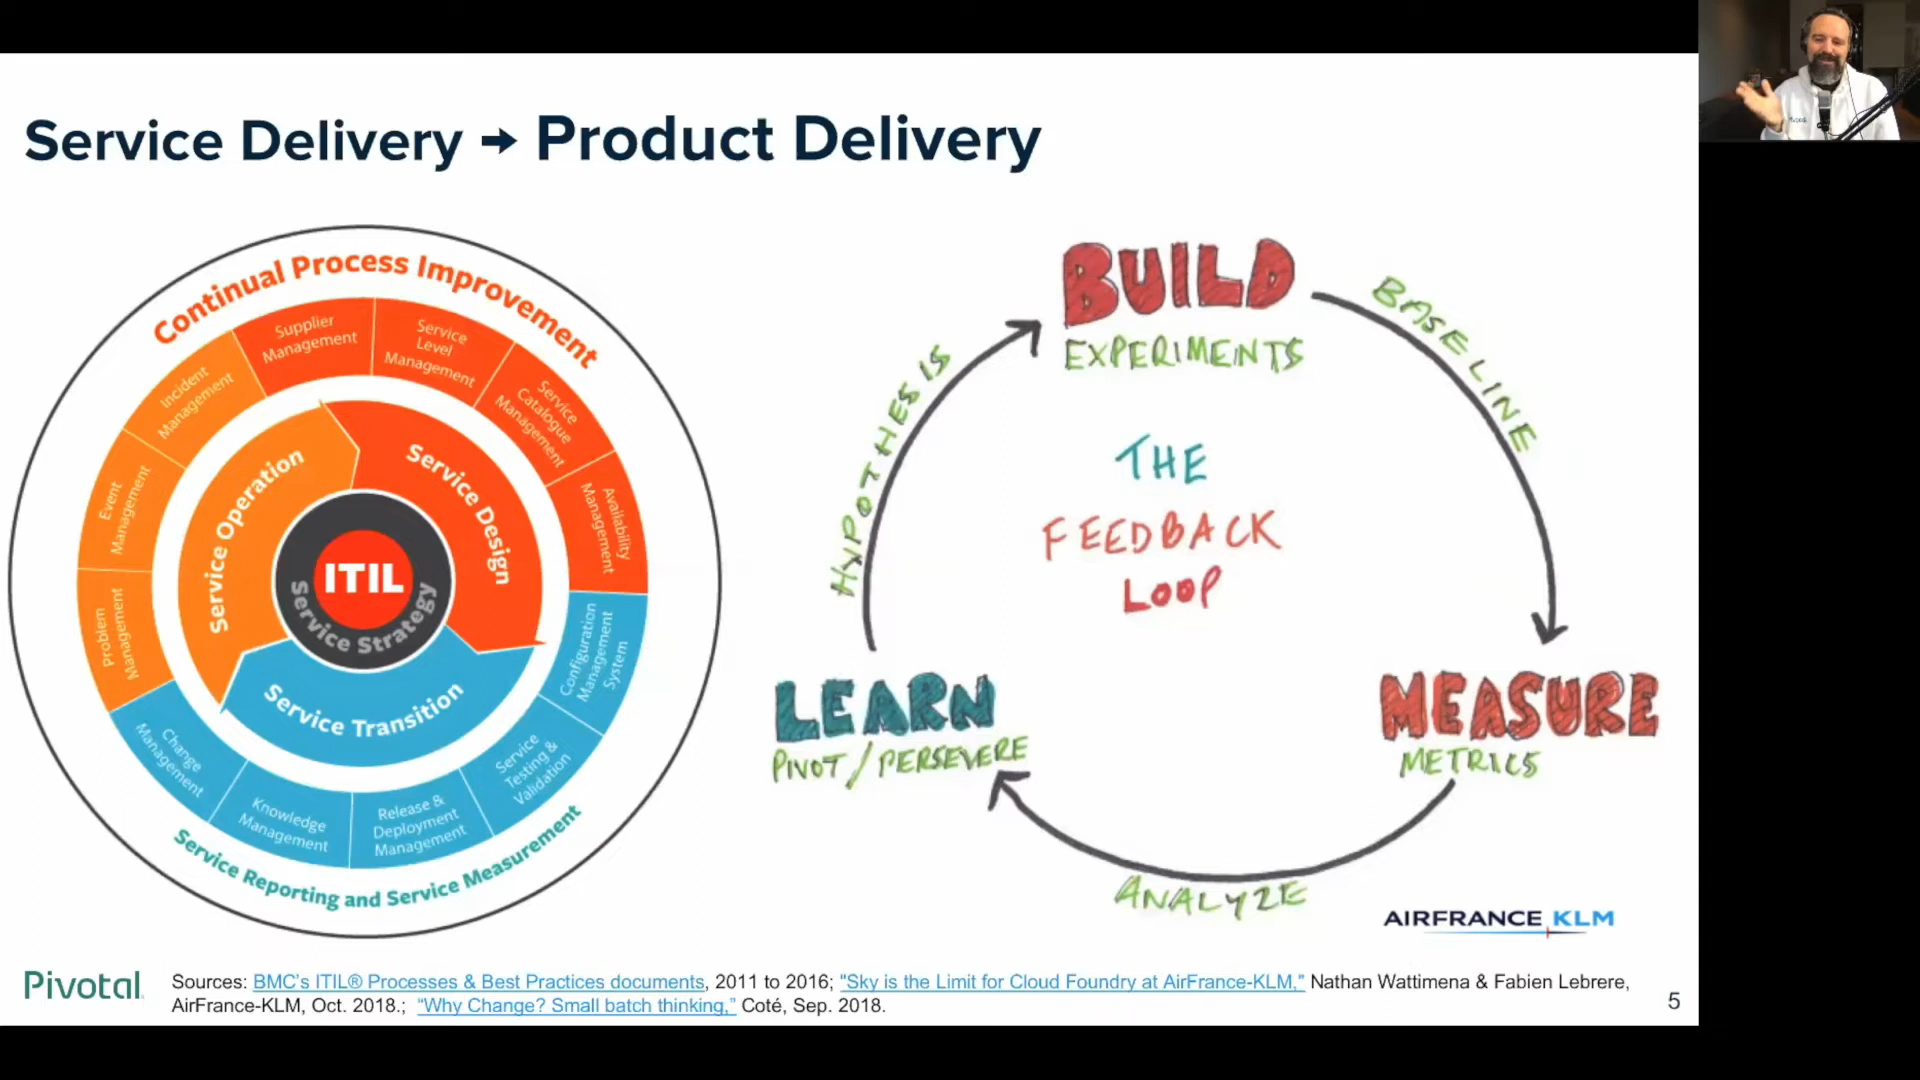 Service Delivery → Product Delivery
Continual Process Improvement
Supplier
Management
Service
Level
Management
Service
Catalogue
Management
Availability
Management
Configuration
Management
System
Service
Testing &
Validation
Release &
Deployment
Management
Knowledge
Management
Change
Management
Problem
Management
Event
Management
Incident
Management
Service Operation
Service Design
Service Transition
ITIL
Service Strategy
Service Reporting and Service Measurement
BUILD
EXPERIMENTS
BASELINE
HYPOTHESIS
THE
FEEDBACK
LOOP
LEARN
PIVOT/PERSEVERE
MEASURE
METRICS
ANALYZE
AIRFRANCE KLM
Pivotal
Sources: BMC's ITIL® Processes & Best Practices documents, 2011 to 2016; "Sky is the Limit for Cloud Foundry at AirFrance-KLM," Nathan Wattimena & Fabien Lebrere,
AirFrance-KLM, Oct. 2018.; “Why Change? Small batch thinking,” Coté, Sep. 2018.
5